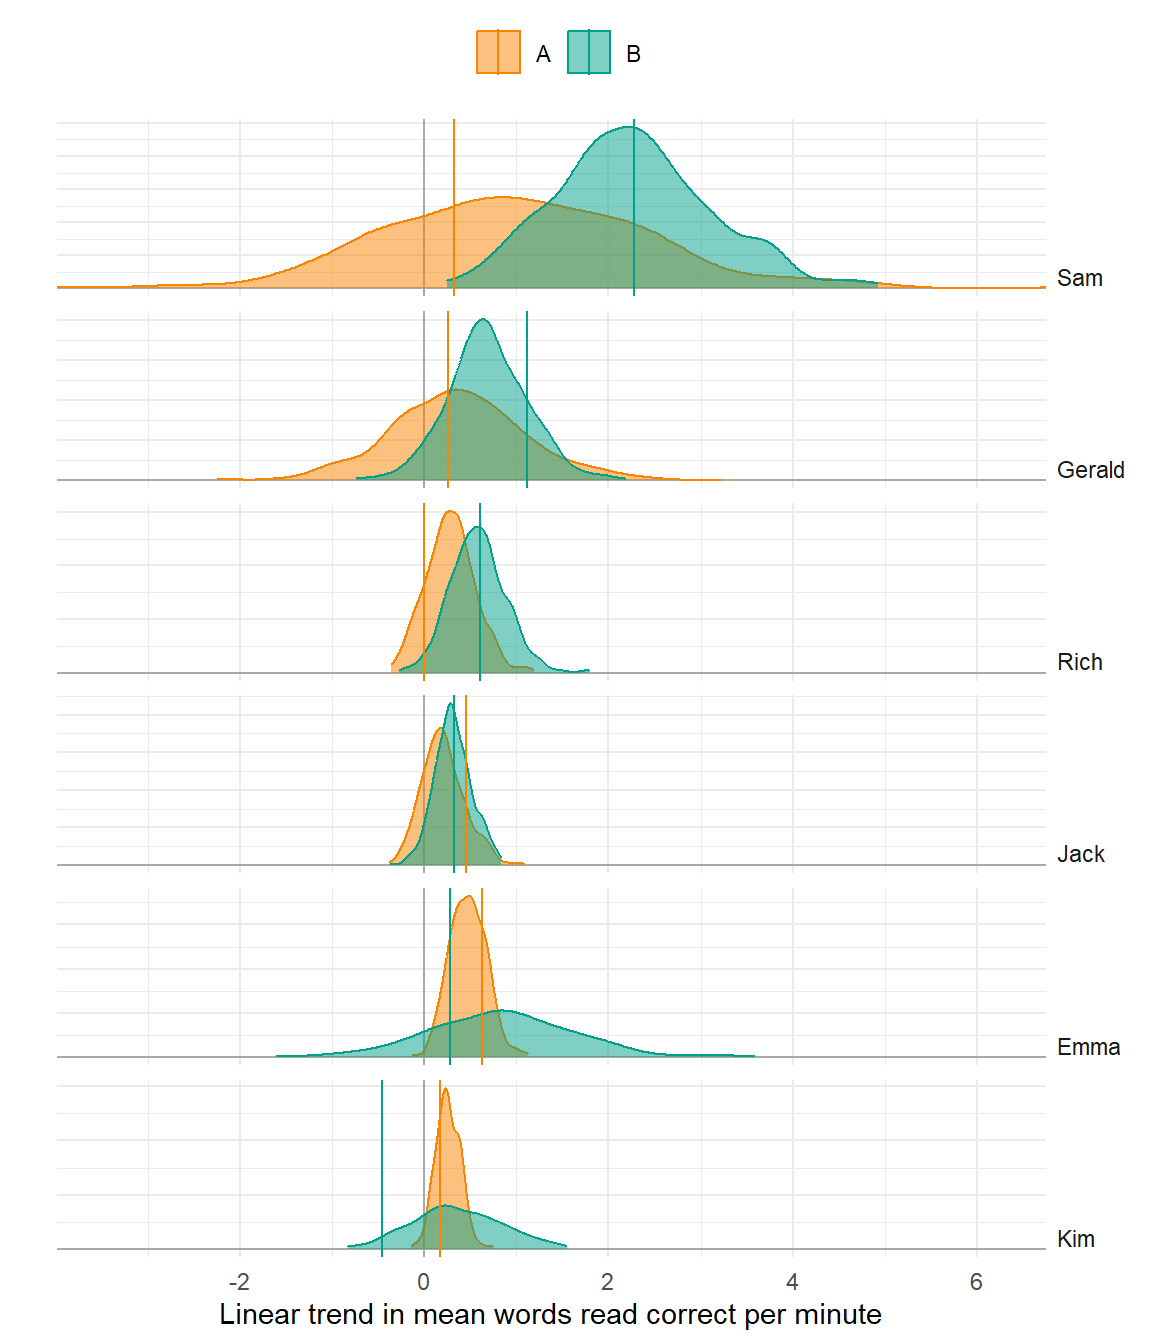 A B
Sam
Gerald
Rich
Jack
Emma
Kim
-2 0 2 4 6
Linear trend in mean words read correct per minute